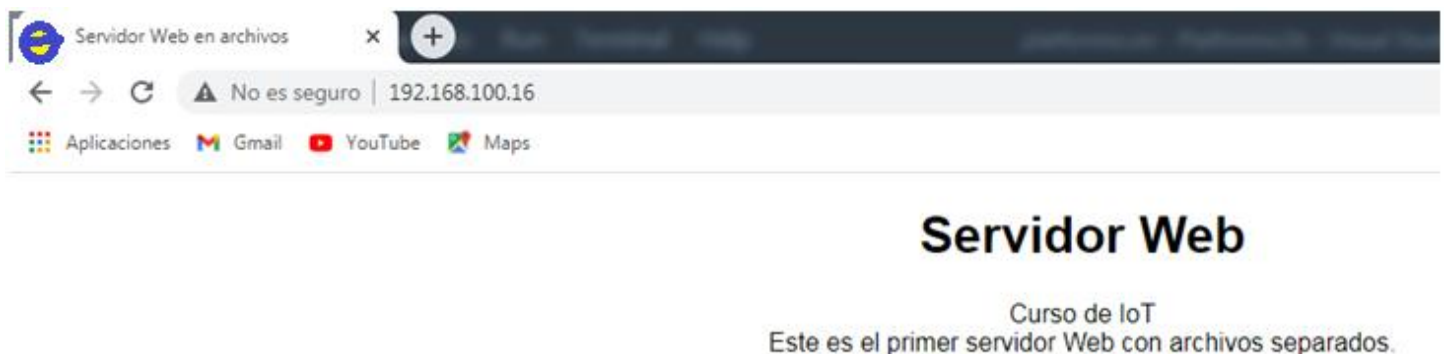 Servidor Web en archivos
No es seguro | 192.168.100.16
Aplicaciones Gmail YouTube Maps
Servidor Web
Curso de IoT
Este es el primer servidor Web con archivos separados.